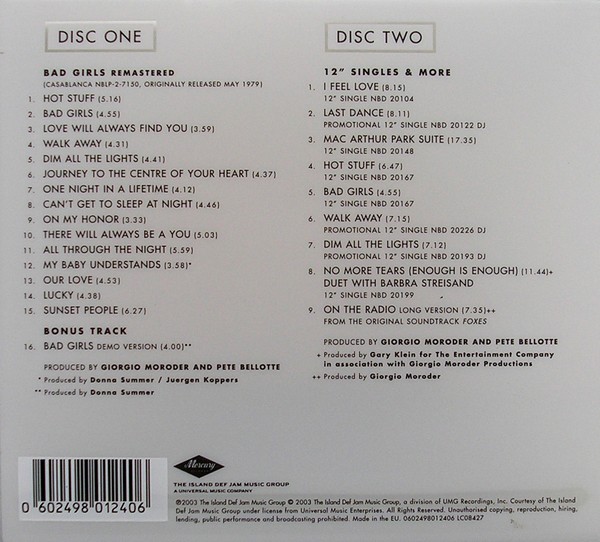 DISC ONE
BAD GIRLS REMASTERED
(CASABLANCA NBLP-2-7150, ORIGINALLY RELEASED MAY 1979)
1. HOT STUFF (5.16)
2. BAD GIRLS (4.55)
3. LOVE WILL ALWAYS FIND YOU (3.59)
4. WALK AWAY (4.31)
5. DIM ALL THE LIGHTS (4.41)
6. JOURNEY TO THE CENTRE OF YOUR HEART (4.37)
7. ONE NIGHT IN A LIFETIME (4.12)
8. CAN'T GET TO SLEEP AT NIGHT (4.46)
9. ON MY HONOR (3.33)
10. THERE WILL ALWAYS BE A YOU (5.03)
11. ALL THROUGH THE NIGHT (5.59)
12. MY BABY UNDERSTANDS (3.58)*
13. OUR LOVE (4.53)
14. LUCKY (4.38)
15. SUNSET PEOPLE (6.27)
BONUS TRACK
16. BAD GIRLS DEMO VERSION (4.00)**
PRODUCED BY GIORGIO MORODER AND PETE BELLOTTE
* Produced by Donna Summer / Juergen Koppers
** Produced by Donna Summer
DISC TWO
12" SINGLES & MORE
1. I FEEL LOVE (8.15)
12" SINGLE NBD 20104
2. LAST DANCE (8.11)
PROMOTIONAL 12" SINGLE NBD 20122 DJ
3. MAC ARTHUR PARK SUITE (17.35)
12" SINGLE NBD 20148
4. HOT STUFF (6.47)
12" SINGLE NBD 20167
5. BAD GIRLS (4.55)
12" SINGLE NBD 20167
6. WALK AWAY (7.15)
PROMOTIONAL 12" SINGLE NBD 20226 DJ
7. DIM ALL THE LIGHTS (7.12)
PROMOTIONAL 12" SINGLE NBD 20193 DJ
8. NO MORE TEARS (ENOUGH IS ENOUGH) (11.44)+
DUET WITH BARBRA STREISAND
12" SINGLE NBD 20199
9. ON THE RADIO LONG VERSION (7.35)++
FROM THE ORIGINAL SOUNDTRACK FOXES
PRODUCED BY GIORGIO MORODER AND PETE BELLOTTE
+ Produced by Gary Klein for The Entertainment Company
in association with Giorgio Moroder Productions
++ Produced by Giorgio Moroder
0 602498 012406
Mercury
THE ISLAND DEF JAM MUSIC GROUP
A UNIVERSAL MUSIC COMPANY
℗2003 The Island Def Jam Music Group © 2003 The Island Def Jam Music Group, a division of UMG Recordings, Inc. Courtesy of The Island
Def Jam Music Group under license from Universal Music Enterprises. All Rights Reserved. Unauthorised copying, reproduction, hiring,
lending, public performance and broadcasting prohibited. Made in the EU. 0602498012406 LC08427